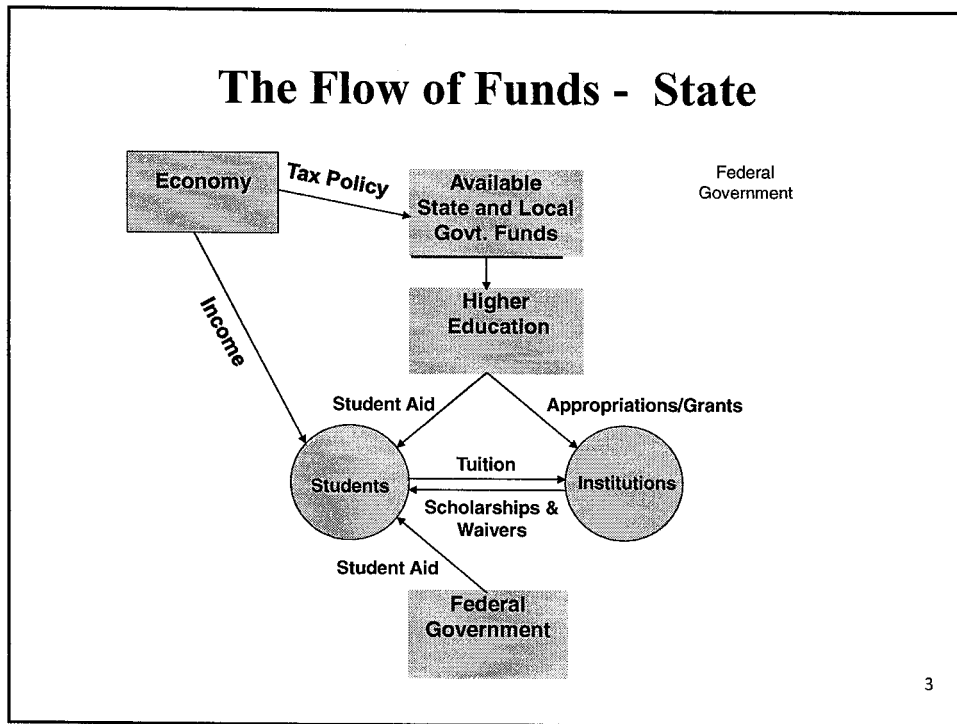 The Flow of Funds - State
Economy
Tax Policy
Available
State and Local
Govt. Funds
Federal
Government
Higher
Education
Income
Student Aid
Appropriations/Grants
Students
Tuition
Institutions
Scholarships &
Waivers
Student Aid
Federal
Government
3